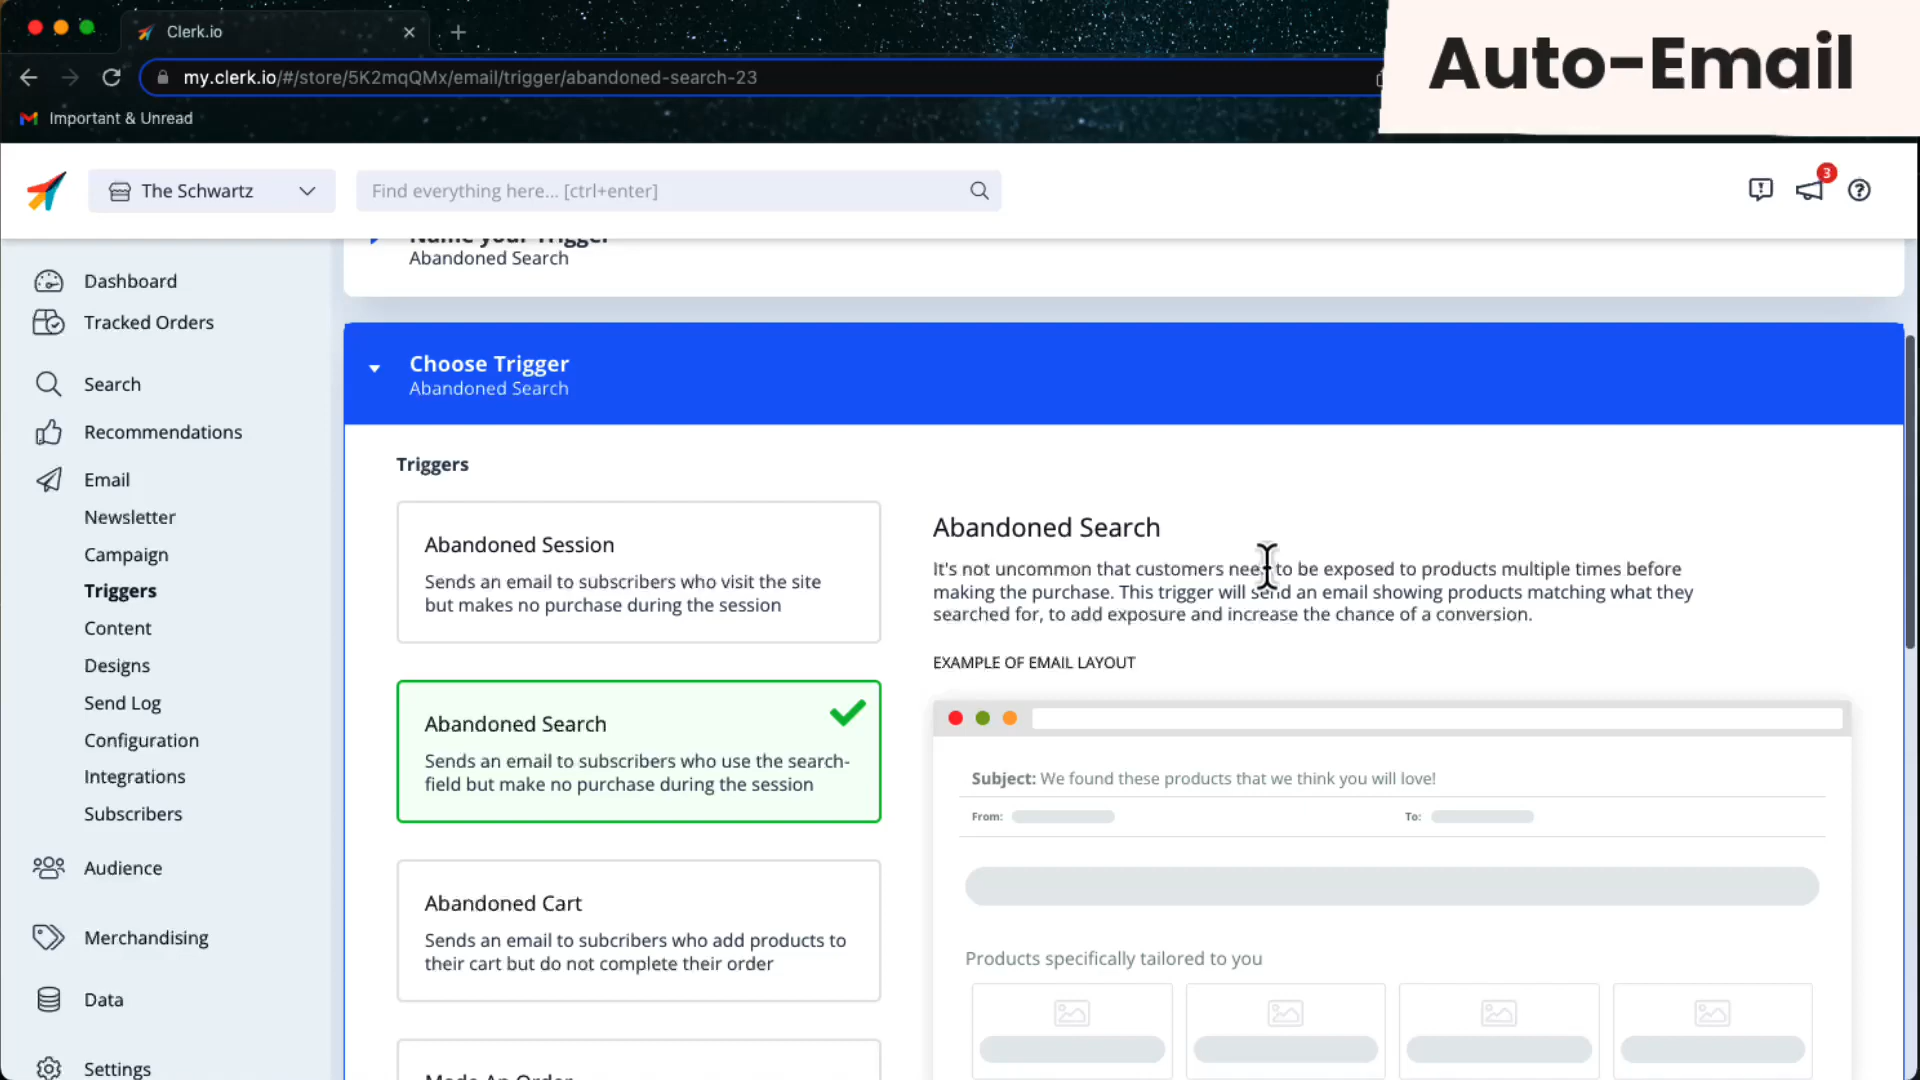 Clerk.io
Auto-Email
my.clerk.io/#/store/5K2mqQMx/email/trigger/abandoned-search-23
Important & Unread
The Schwartz
Find everything here... [ctrl+enter]
3
Name your Trigger
Abandoned Search
Dashboard
Tracked Orders
Search
Recommendations
Email
Newsletter
Campaign
Triggers
Content
Designs
Send Log
Configuration
Integrations
Subscribers
Audience
Merchandising
Data
Settings
Choose Trigger
Abandoned Search
Triggers
Abandoned Session
Sends an email to subscribers who visit the site
but makes no purchase during the session
Abandoned Search
Sends an email to subscribers who use the search-
field but make no purchase during the session
Abandoned Cart
Sends an email to subcribers who add products to
their cart but do not complete their order
Made An Order
Abandoned Search
It's not uncommon that customers need to be exposed to products multiple times before
making the purchase. This trigger will send an email showing products matching what they
searched for, to add exposure and increase the chance of a conversion.
EXAMPLE OF EMAIL LAYOUT
Subject: We found these products that we think you will love!
From:
To:
Products specifically tailored to you